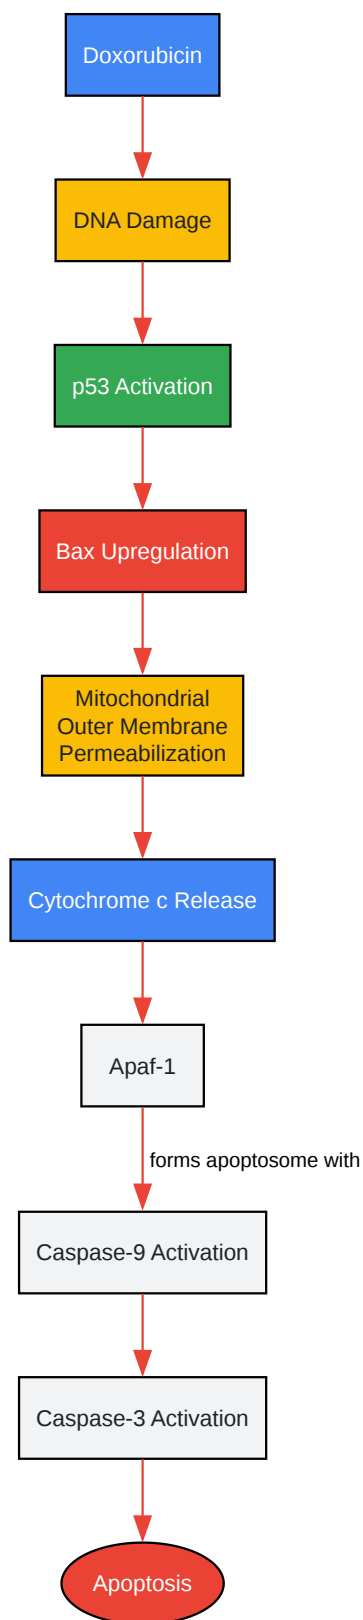 Doxorubicin
DNA Damage
p53 Activation
Bax Upregulation
Mitochondrial
Outer Membrane
Permeabilization
Cytochrome c Release
Apaf-1
forms apoptosome with
Caspase-9 Activation
Caspase-3 Activation
Apoptosis